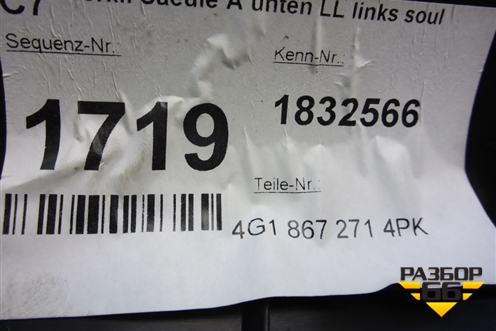 C7 Säule A unten LL links soul
Sequenz-Nr.
Kenn-Nr.:
1719
1832566
Teile-Nr.:
4G1 867 271 4PK
РАЗБОР
66